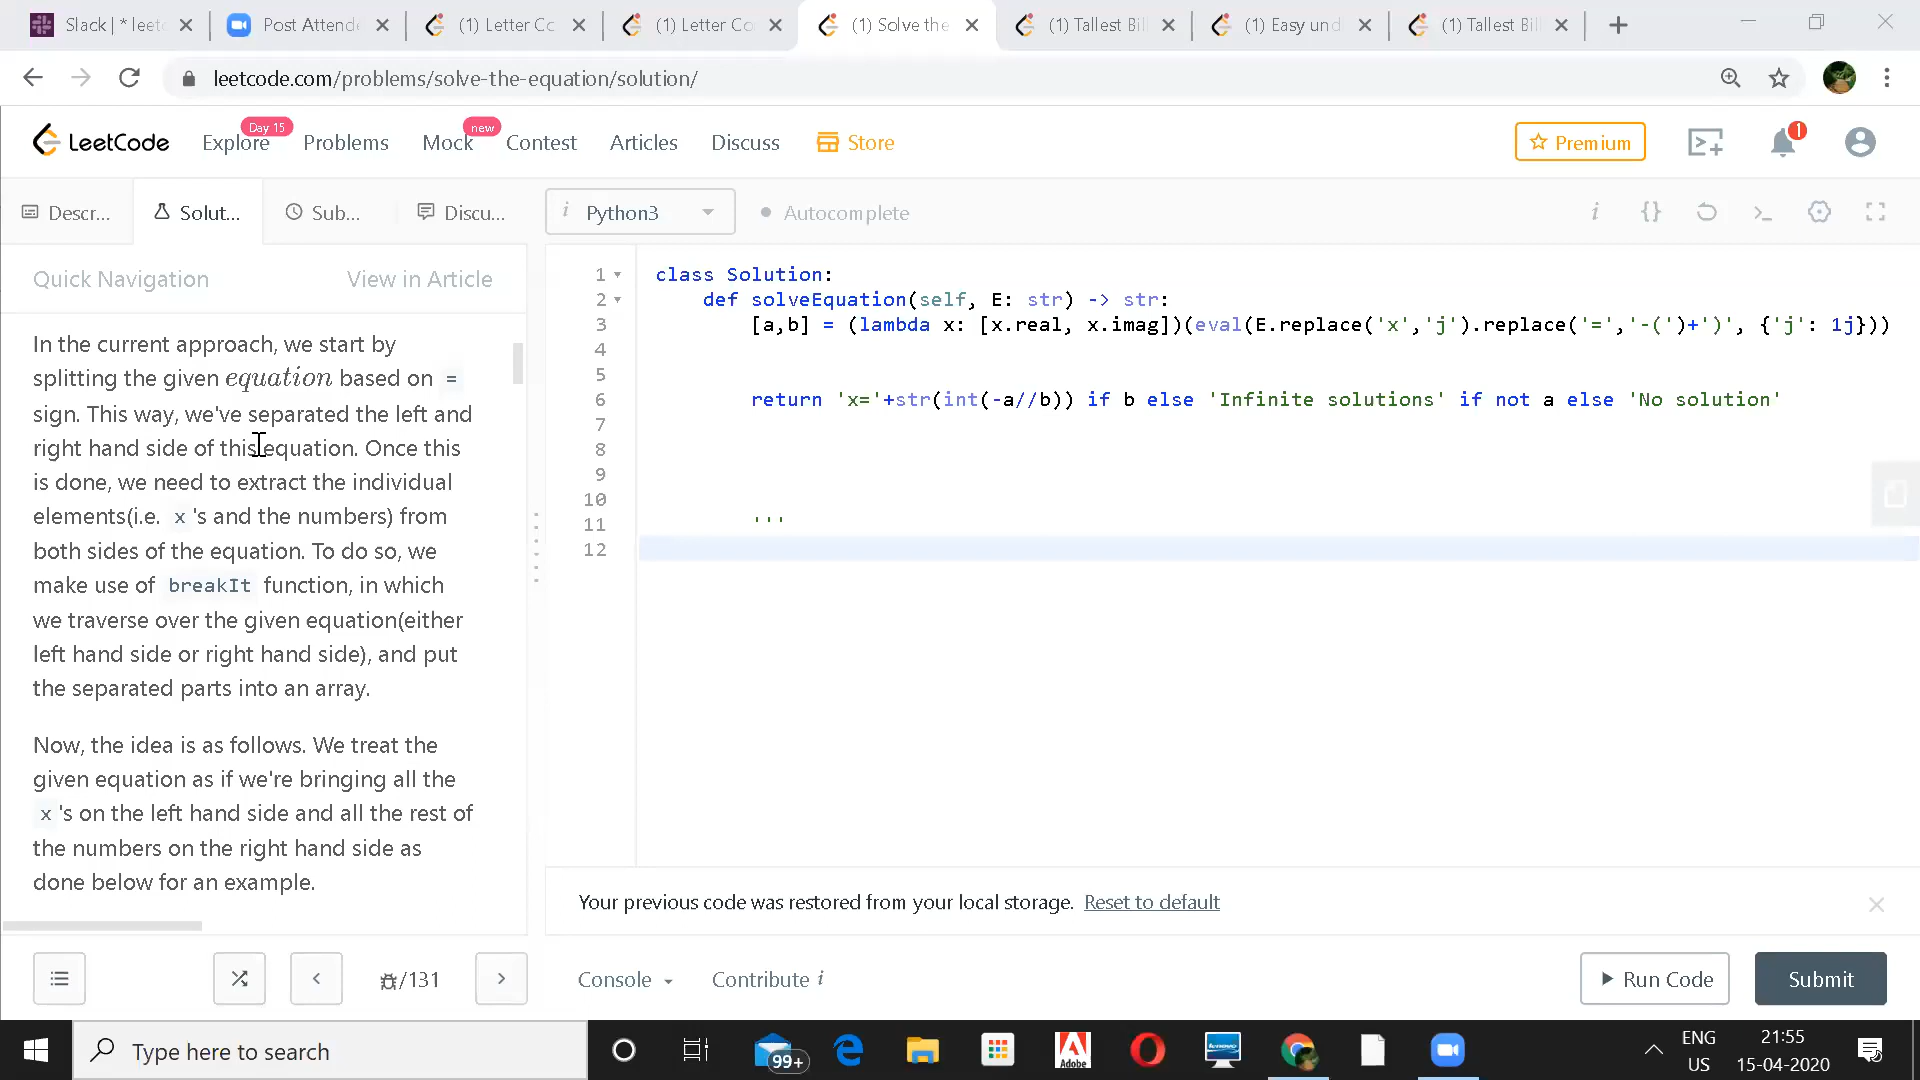 Slack | * leetc
Post Attende
(1) Letter Cc
(1) Letter Co
(1) Solve the
(1) Tallest Bil
(1) Easy und
(1) Tallest Bil
leetcode.com/problems/solve-the-equation/solution/
LeetCode
Explore
Day 15
Problems
Mock
new
Contest
Articles
Discuss
Store
Premium
1
Descr...
Solut...
Sub...
Discu...
i Python3
Autocomplete
i {} >_
Quick Navigation
View in Article
In the current approach, we start by
splitting the given equation based on =
sign. This way, we've separated the left and
right hand side of this equation. Once this
is done, we need to extract the individual
elements(i.e. x 's and the numbers) from
both sides of the equation. To do so, we
make use of breakIt function, in which
we traverse over the given equation(either
left hand side or right hand side), and put
the separated parts into an array.
Now, the idea is as follows. We treat the
given equation as if we're bringing all the
x 's on the left hand side and all the rest of
the numbers on the right hand side as
done below for an example.
1 class Solution:
2 def solveEquation(self, E: str) -> str:
3 [a,b] = (lambda x: [x.real, x.imag])(eval(E.replace('x','j').replace('=','-(')+')', {'j': 1j}))
4
5
6 return 'x='+str(int(-a//b)) if b else 'Infinite solutions' if not a else 'No solution'
7
8
9
10
11 '''
12
Your previous code was restored from your local storage. Reset to default
/131
Console
Contribute i
Run Code
Submit
Type here to search
99+
Adobe
lenovo
ENG
US
21:55
15-04-2020